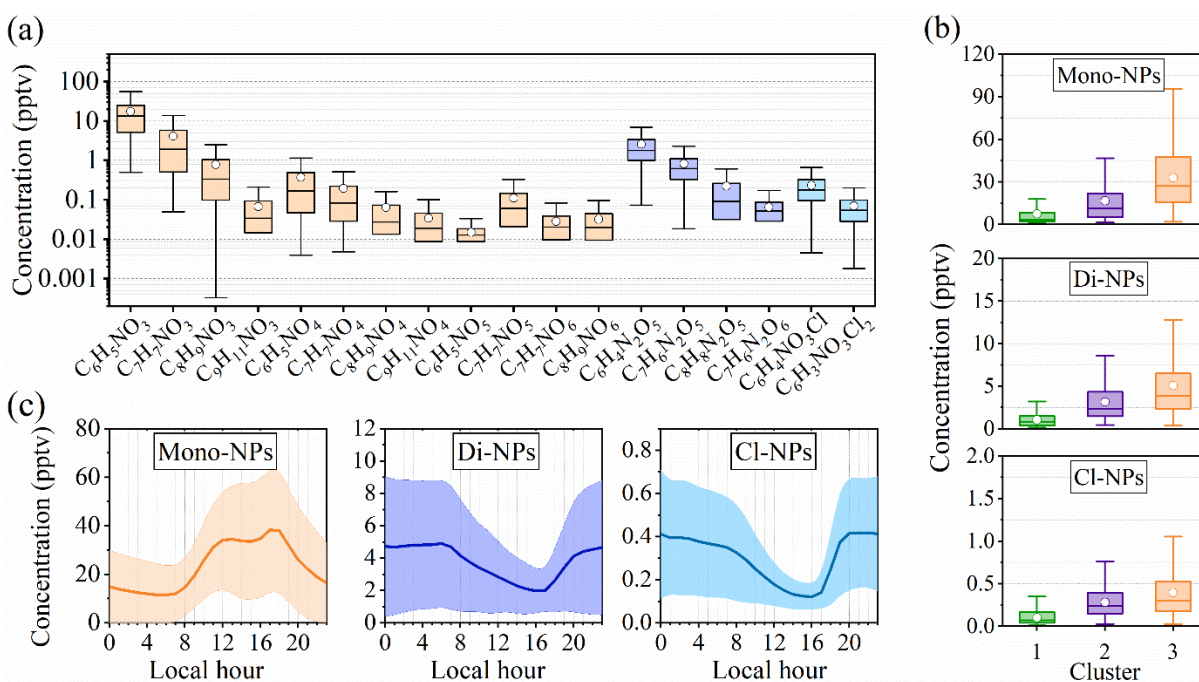 (a)
Concentration (pptv)
100
10
1
0.1
0.01
0.001
C₆H₅NO₃
C₇H₇NO₃
C₈H₉NO₃
C₉H₁₁NO₃
C₆H₅NO₄
C₇H₇NO₄
C₈H₉NO₄
C₉H₁₁NO₄
C₆H₅NO₅
C₇H₇NO₅
C₇H₇NO₆
C₈H₉NO₆
C₆H₄N₂O₅
C₇H₆N₂O₅
C₈H₈N₂O₅
C₇H₆N₂O₆
C₆H₄NO₃Cl
C₆H₃NO₃Cl₂
(b)
Concentration (pptv)
Mono-NPs
120
90
60
30
0
Di-NPs
20
15
10
5
0
Cl-NPs
2.0
1.5
1.0
0.5
0.0
1 2 3
Cluster
(c)
Concentration (pptv)
Mono-NPs
80
60
40
20
0
0 4 8 12 16 20
Local hour
Di-NPs
12
10
8
6
4
2
0
0 4 8 12 16 20
Local hour
Cl-NPs
0.8
0.6
0.4
0.2
0.0
0 4 8 12 16 20
Local hour